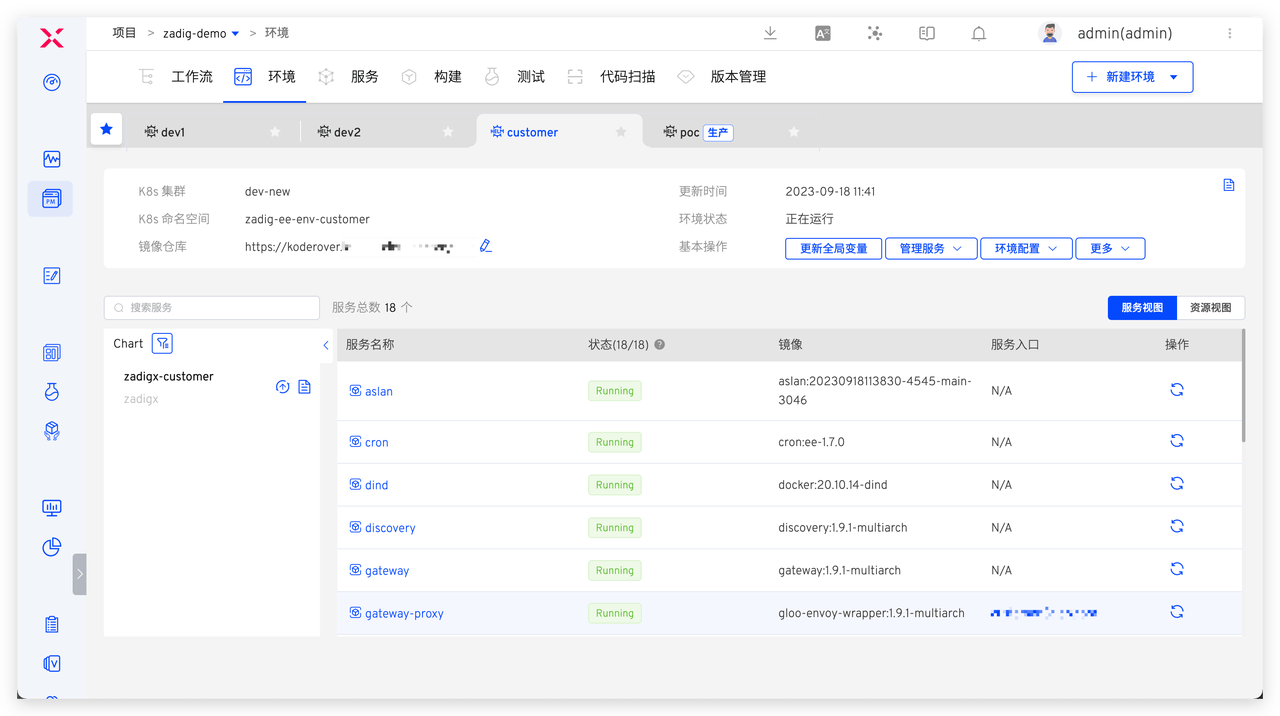 项目 > zadig-demo > 环境
admin(admin)
工作流 环境 服务 构建 测试 代码扫描 版本管理
+ 新建环境
dev1 dev2 customer poc 生产
K8s 集群 dev-new 更新时间 2023-09-18 11:41
K8s 命名空间 zadig-ee-env-customer 环境状态 正在运行
镜像仓库 https://koderover. 基本操作 更新全局变量 管理服务 环境配置 更多
搜索服务 服务总数 18 个 服务视图 资源视图
Chart 服务名称 状态(18/18) 镜像 服务入口 操作
zadigx-customer
zadigx
aslan Running aslan:20230918113830-4545-main-
3046 N/A
cron Running cron:ee-1.7.0 N/A
dind Running docker:20.10.14-dind N/A
discovery Running discovery:1.9.1-multiarch N/A
gateway Running gateway:1.9.1-multiarch N/A
gateway-proxy Running gloo-envoy-wrapper:1.9.1-multiarch